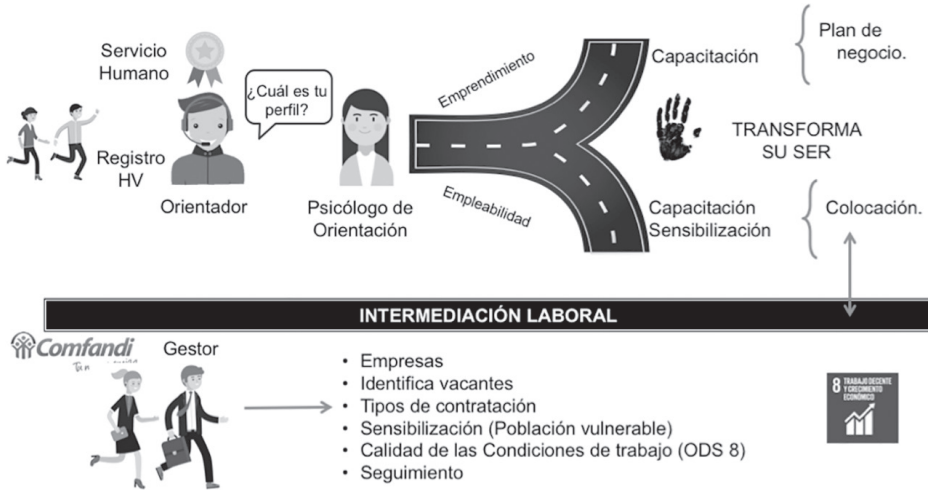 Servicio
Humano
¿Cuál es tu
perfil?
Registro
HV
Orientador
Psicólogo de
Orientación
Emprendimiento
Empleabilidad
Capacitación
Plan de
negocio.
TRANSFORMA
SU SER
Capacitación
Sensibilización
Colocación.
INTERMEDIACIÓN LABORAL
Comfandi
Gestor
• Empresas
• Identifica vacantes
• Tipos de contratación
• Sensibilización (Población vulnerable)
• Calidad de las Condiciones de trabajo (ODS 8)
• Seguimiento
8 TRABAJO DECENTE
Y CRECIMIENTO
ECONÓMICO